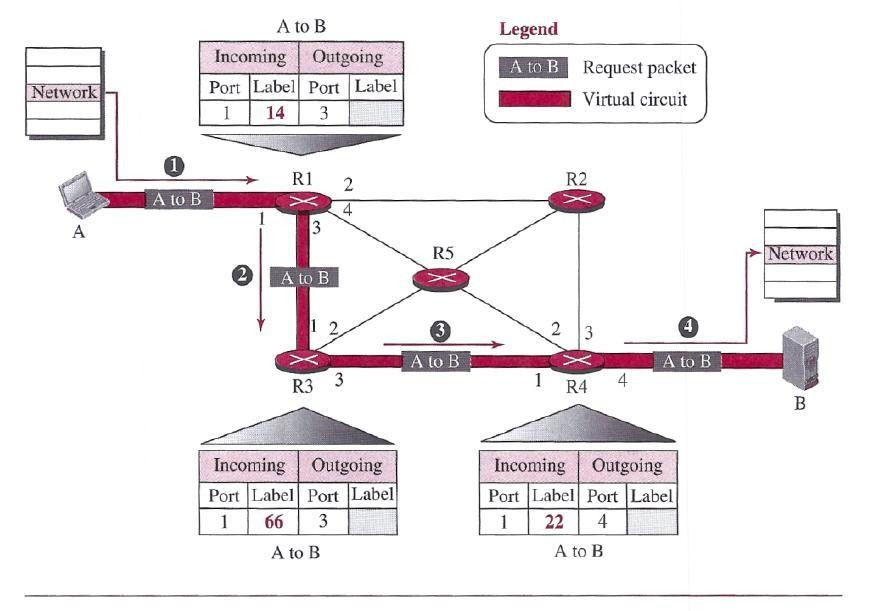 A to B
Incoming Outgoing
Port Label Port Label
1 14 3
Legend
A to B Request packet
Virtual circuit
Network
1
A to B
A
R1
1
2
4
3
R2
R5
2
A to B
Network
1 2
3
A to B
R3
3
2 3
1
R4
4
4
A to B
B
Incoming Outgoing
Port Label Port Label
1 66 3
A to B
Incoming Outgoing
Port Label Port Label
1 22 4
A to B